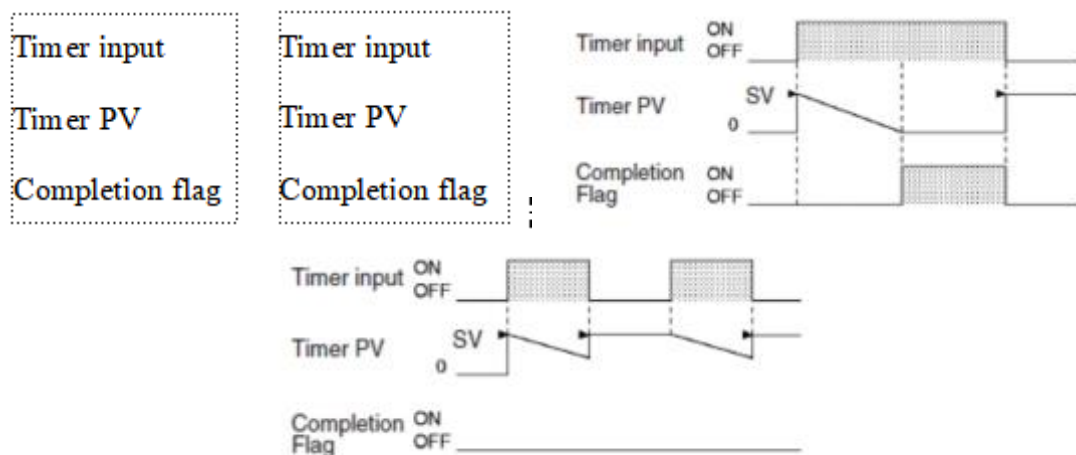 Timer input
Timer PV
Completion flag
Timer input
Timer PV
Completion flag
Timer input ON
OFF
Timer PV SV
0
Completion ON
Flag OFF
Timer input ON
OFF
Timer PV SV
0
Completion ON
Flag OFF